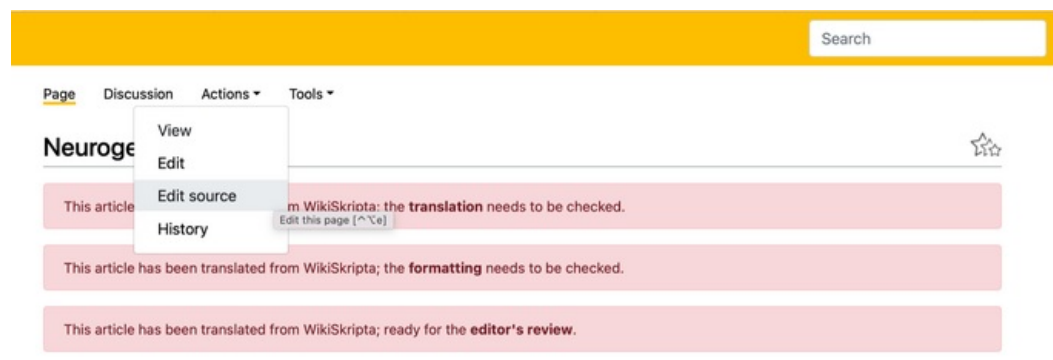 Search
Page Discussion Actions Tools
View
Neuroge
Edit
Edit source
This article m WikiSkripta; the translation needs to be checked.
Edit this page [^⌥e]
History
This article has been translated from WikiSkripta; the formatting needs to be checked.
This article has been translated from WikiSkripta; ready for the editor's review.